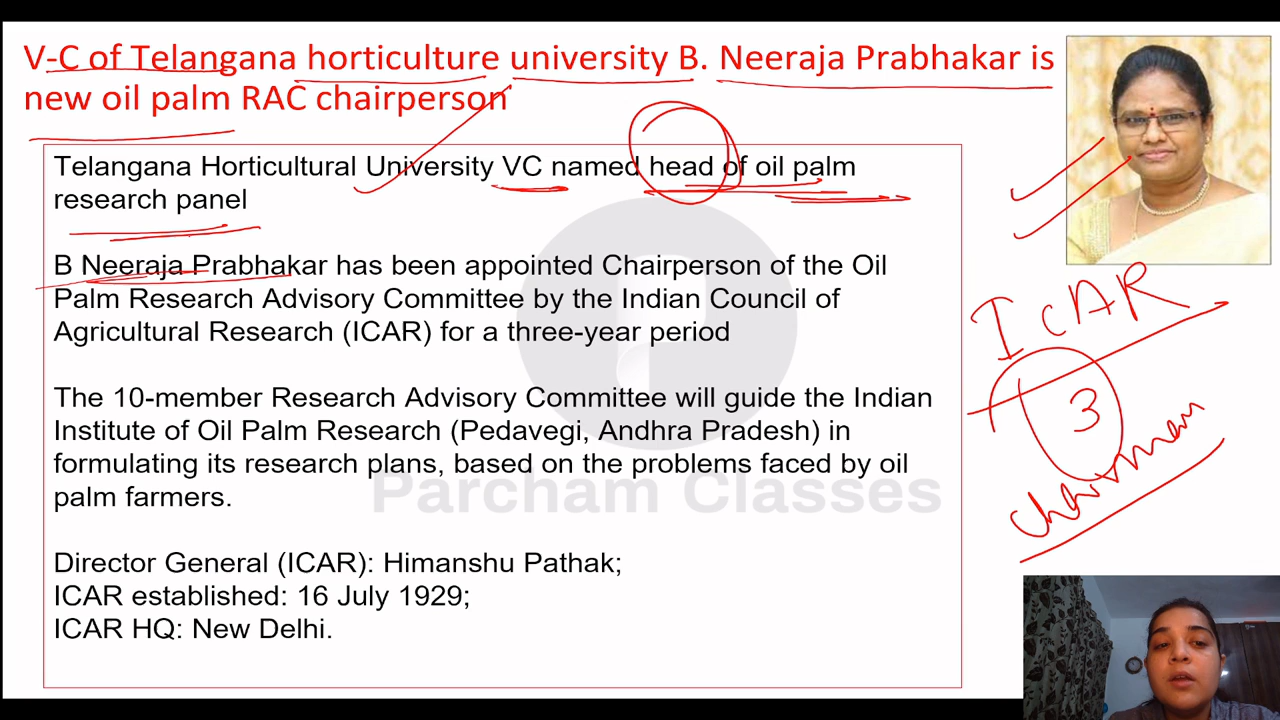 V-C of Telangana horticulture university B. Neeraja Prabhakar is
new oil palm RAC chairperson
Telangana Horticultural University VC named head of oil palm
research panel
B Neeraja Prabhakar has been appointed Chairperson of the Oil
Palm Research Advisory Committee by the Indian Council of
Agricultural Research (ICAR) for a three-year period
The 10-member Research Advisory Committee will guide the Indian
Institute of Oil Palm Research (Pedavegi, Andhra Pradesh) in
formulating its research plans, based on the problems faced by oil
palm farmers.
Director General (ICAR): Himanshu Pathak;
ICAR established: 16 July 1929;
ICAR HQ: New Delhi.
Parcham Classes
ICAR
3
chairman